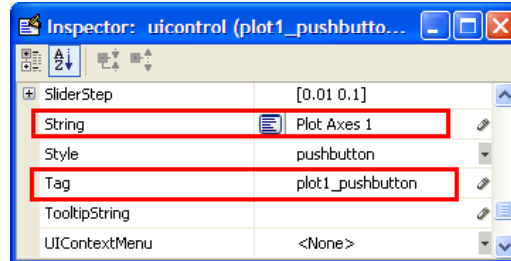 Inspector: uicontrol (plot1_pushbutto...
A
Z
SliderStep [0.01 0.1]
String Plot Axes 1
Style pushbutton
Tag plot1_pushbutton
TooltipString
UIContextMenu <None>